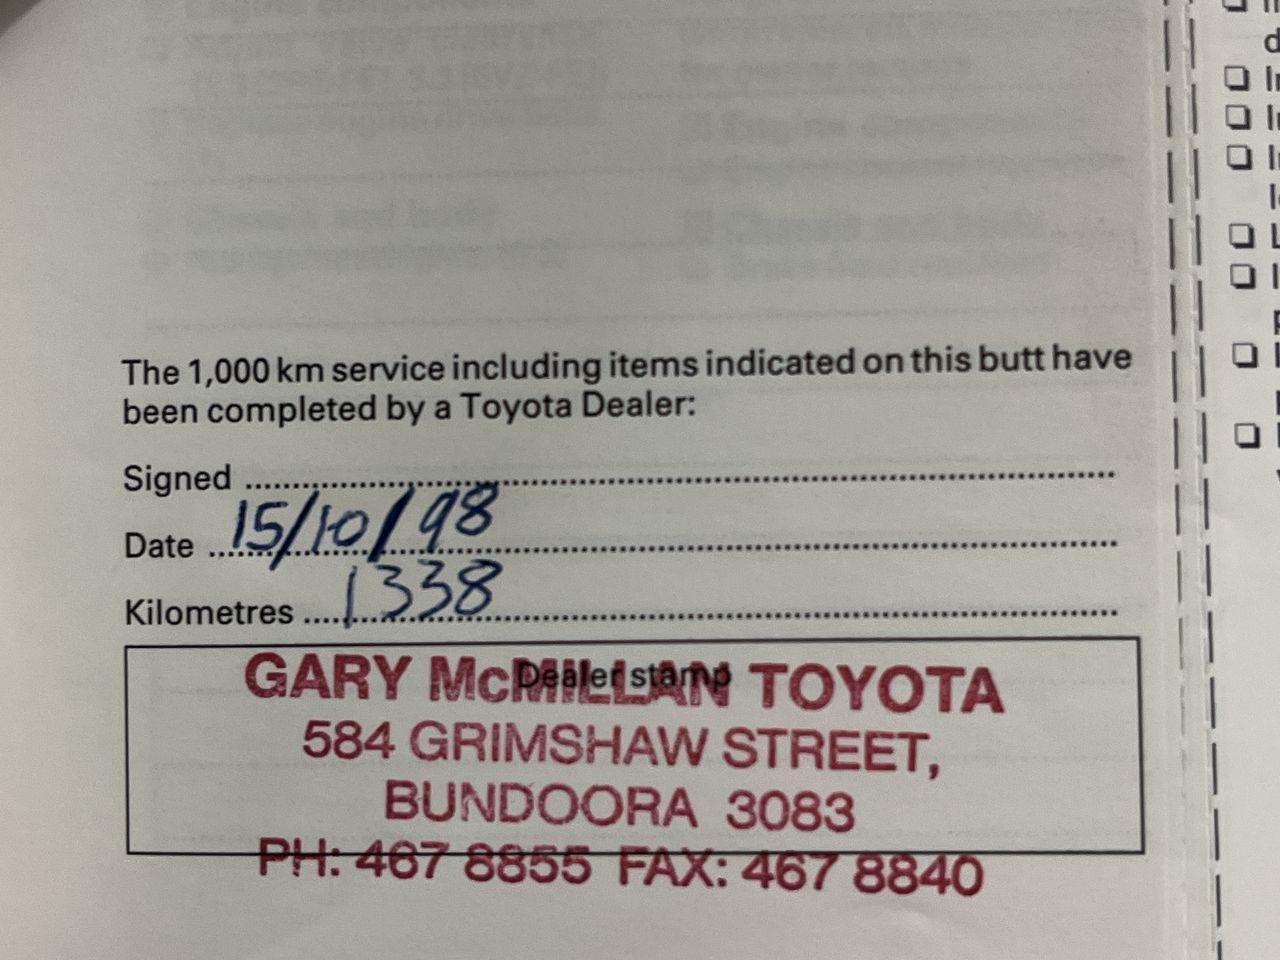 The 1,000 km service including items indicated on this butt have
been completed by a Toyota Dealer:
Signed
Date 15/10/98
Kilometres 1338
Dealer stamp
GARY McMILLAN TOYOTA
584 GRIMSHAW STREET,
BUNDOORA 3083
PH: 467 8855 FAX: 467 8840